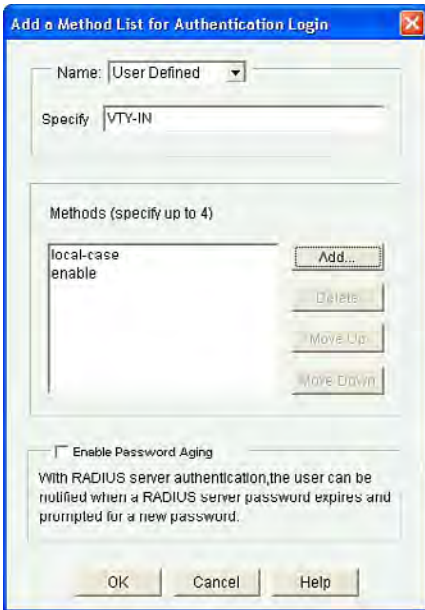 Add a Method List for Authentication Login
Name: User Defined
Specify VTY-IN
Methods (specify up to 4)
local-case
enable
Add...
Delete
Move Up
Move Down
Enable Password Aging
With RADIUS server authentication,the user can be
notified when a RADIUS server password expires and
prompted for a new password.
OK Cancel Help